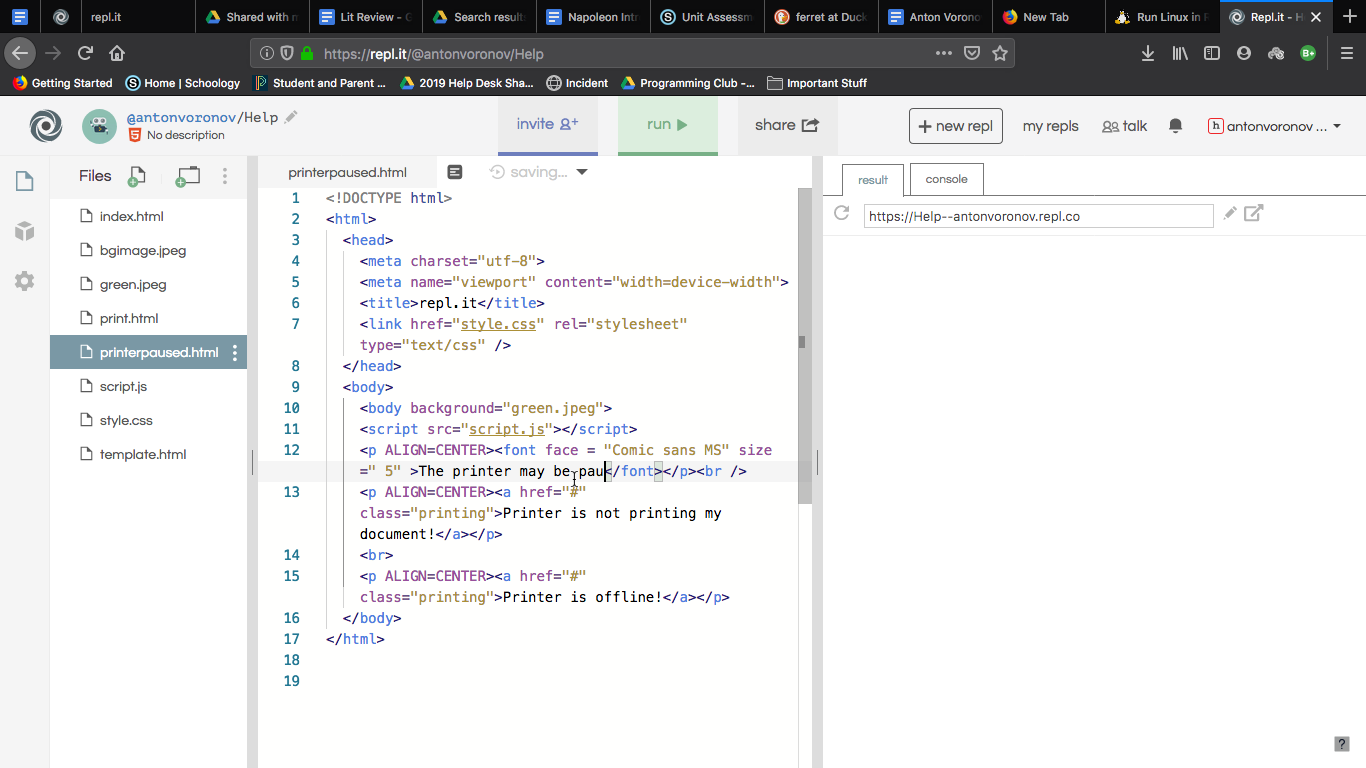 repl.it
Shared with m
Lit Review - G
Search result
Napoleon Intr
Unit Assessm
ferret at Duck
Anton Vorono
New Tab
Run Linux in
Repl.it - H
https://repl.it/@antonvoronov/Help
Getting Started
Home | Schoology
Student and Parent ...
2019 Help Desk Sha...
Incident
Programming Club -...
Important Stuff
@antonvoronov/Help
No description
invite
run
share
+ new repl
my repls
talk
h antonvoronov ...
Files
index.html
bgimage.jpeg
green.jpeg
print.html
printerpaused.html
script.js
style.css
template.html
printerpaused.html
saving...
1 <!DOCTYPE html>
2 <html>
3 <head>
4 <meta charset="utf-8">
5 <meta name="viewport" content="width=device-width">
6 <title>repl.it</title>
7 <link href="style.css" rel="stylesheet"
type="text/css" />
8 </head>
9 <body>
10 <body background="green.jpeg">
11 <script src="script.js"></script>
12 <p ALIGN=CENTER><font face = "Comic sans MS" size
=" 5" >The printer may be pau</font></p><br />
13 <p ALIGN=CENTER><a href="#"
class="printing">Printer is not printing my
document!</a></p>
14 <br>
15 <p ALIGN=CENTER><a href="#"
class="printing">Printer is offline!</a></p>
16 </body>
17 </html>
18
19
result
console
https://Help--antonvoronov.repl.co
?